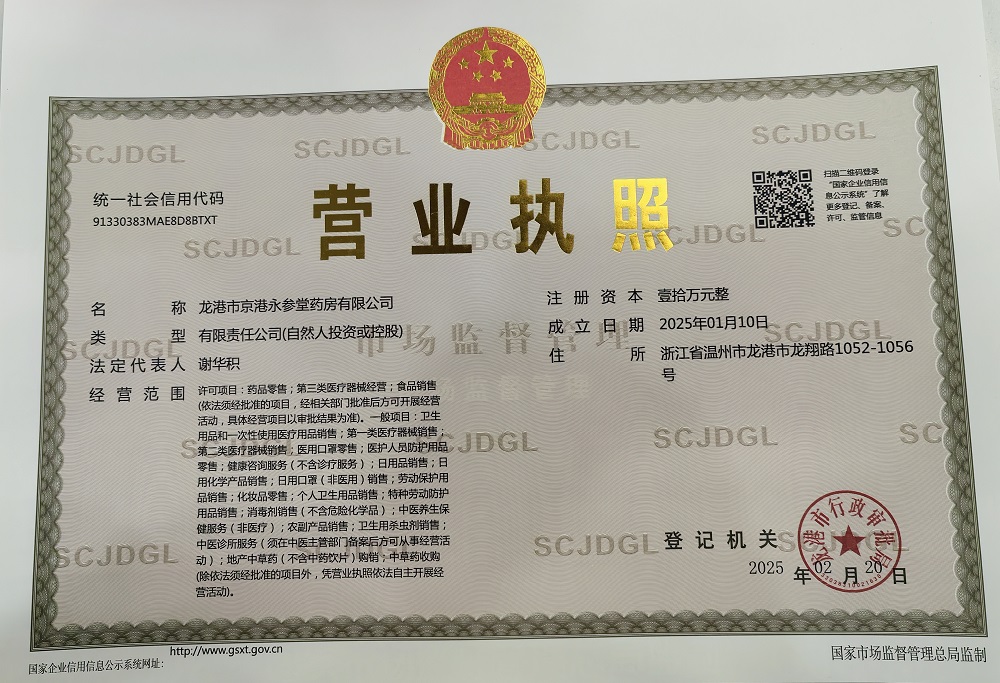 营业执照
统一社会信用代码
91330383MAE8D8BTXT
扫描二维码登录
“国家企业信用信
息公示系统”了解
更多登记、备案、
许可、监管信息
名 称 龙港市京港永参堂药房有限公司
类 型 有限责任公司(自然人投资或控股)
法定代表人 谢华积
经营范围 许可项目：药品零售；第三类医疗器械经营；食品销售
(依法须经批准的项目，经相关部门批准后方可开展经营
活动，具体经营项目以审批结果为准)。一般项目：卫生
用品和一次性使用医疗用品销售；第一类医疗器械销售；
第二类医疗器械销售；医用口罩零售；医护人员防护用品
零售；健康咨询服务（不含诊疗服务）；日用品销售；日
用化学产品销售；日用口罩（非医用）销售；劳动保护用
品销售；化妆品零售；个人卫生用品销售；特种劳动防护
用品销售；消毒剂销售（不含危险化学品）；中医养生保
健服务（非医疗）；农副产品销售；卫生用杀虫剂销售；
中医诊所服务（须在中医主管部门备案后方可从事经营活
动）；地产中草药（不含中药饮片）购销；中草药收购
(除依法须经批准的项目外，凭营业执照依法自主开展经
营活动)。
注册资本 壹拾万元整
成立日期 2025年01月10日
住 所 浙江省温州市龙港市龙翔路1052-1056
号
市场监督管理
SCJDGL
登记机关
龙港市行政审批局
2025 年 02 月 20 日
http://www.gsxt.gov.cn
国家企业信用信息公示系统网址：
国家市场监督管理总局监制